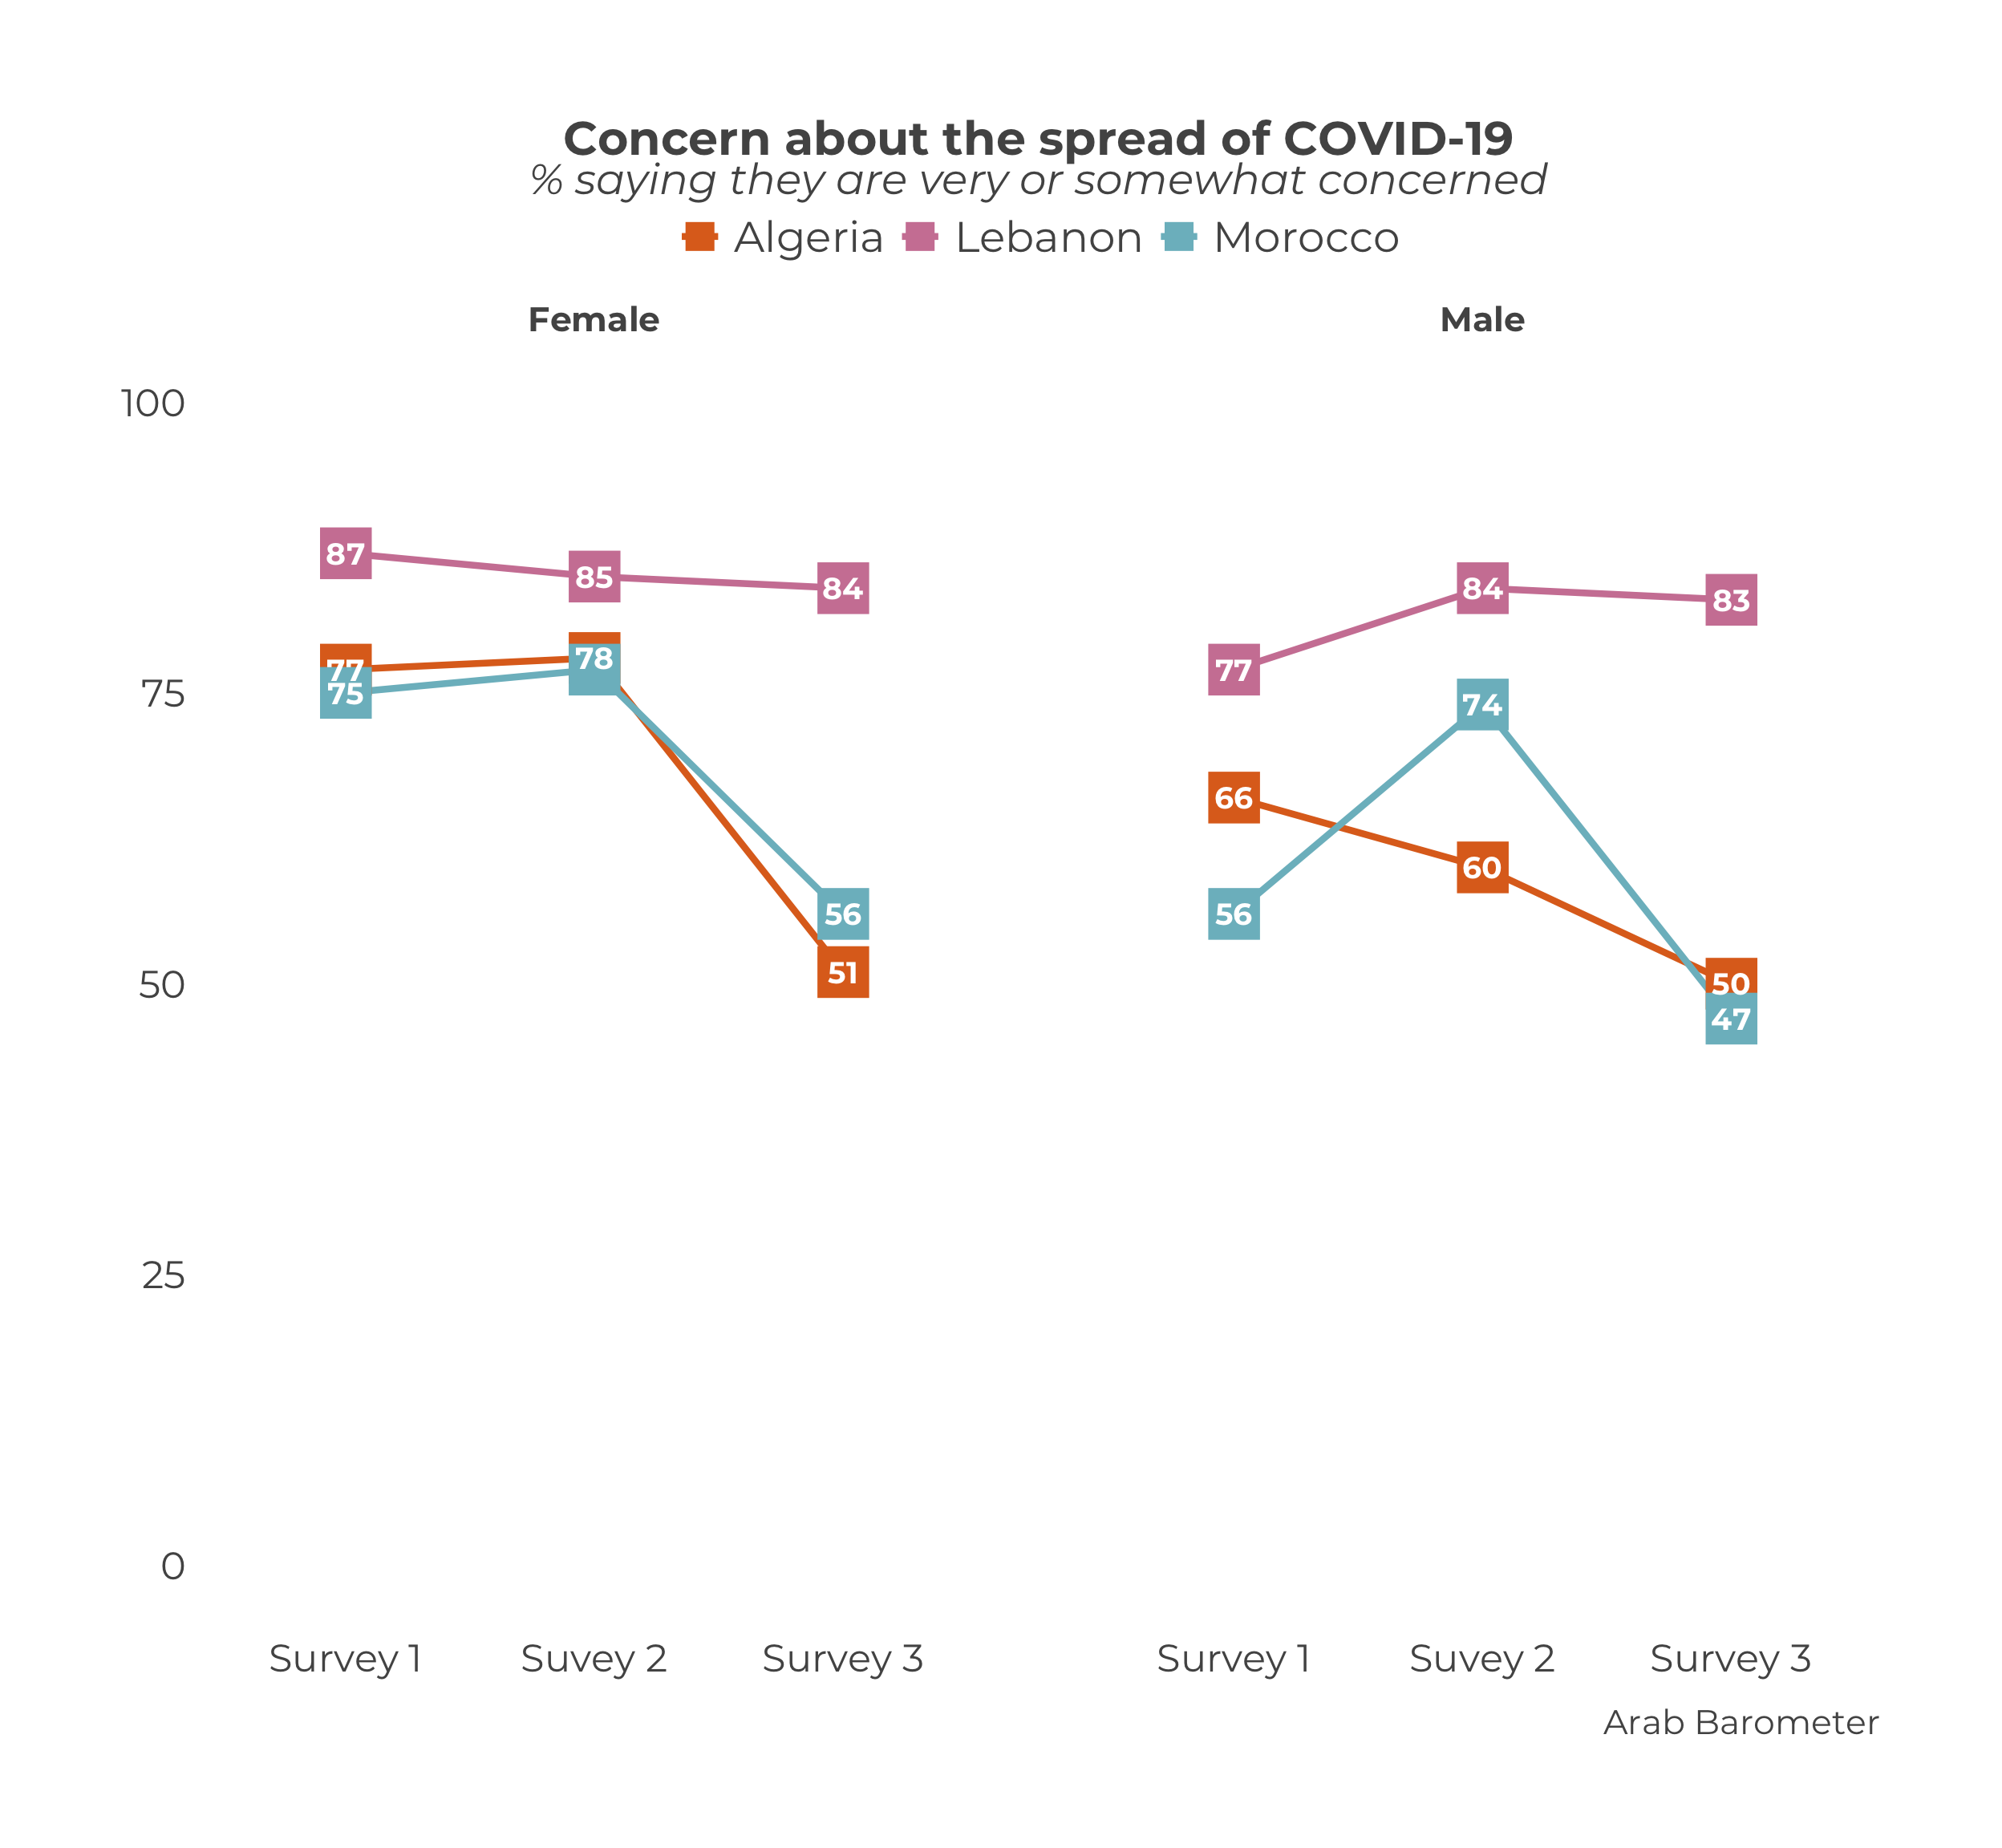 Concern about the spread of COVID-19
% saying they are very or somewhat concerned
Algeria Lebanon Morocco
Female Male
100
87 85 84 77 84 83
77 78 74
75
75 66 60
56 56
51 50
50
47
25
0
Survey 1 Suvey 2 Survey 3 Survey 1 Suvey 2 Survey 3
Arab Barometer